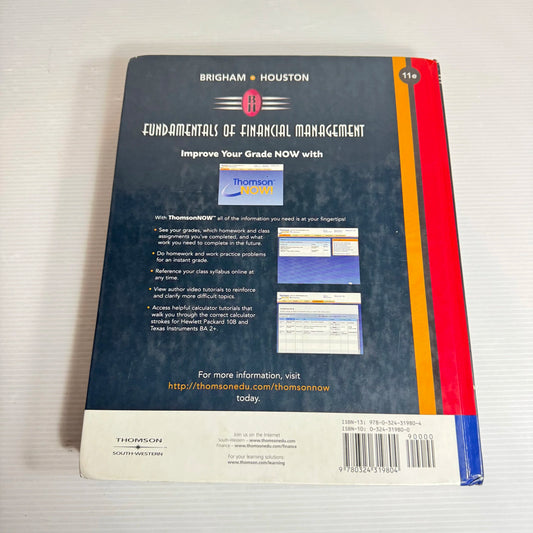 BRIGHAM • HOUSTON
11e
BH
FUNDAMENTALS OF FINANCIAL MANAGEMENT
Improve Your Grade NOW with
Thomson™
NOW!
With ThomsonNOW™ all of the information you need is at your fingertips!
• See your grades, which homework and class
assignments you've completed, and what
work you need to complete in the future.
• Do homework and work practice problems
for an instant grade.
• Reference your class syllabus online at
any time.
• View author video tutorials to reinforce
and clarify more difficult topics.
• Access helpful calculator tutorials that
walk you through the correct calculator
strokes for Hewlett Packard 10B and
Texas Instruments BA 2+.
For more information, visit
http://thomsonedu.com/thomsonnow
today.
THOMSON
SOUTH-WESTERN
Join us on the Internet
South-Western – www.thomsonedu.com
Finance – www.thomsonedu.com/finance
For your learning solutions:
www.thomson.com/learning
ISBN-13: 978-0-324-31980-4
ISBN-10: 0-324-31980-0
90000
9 780324 319804